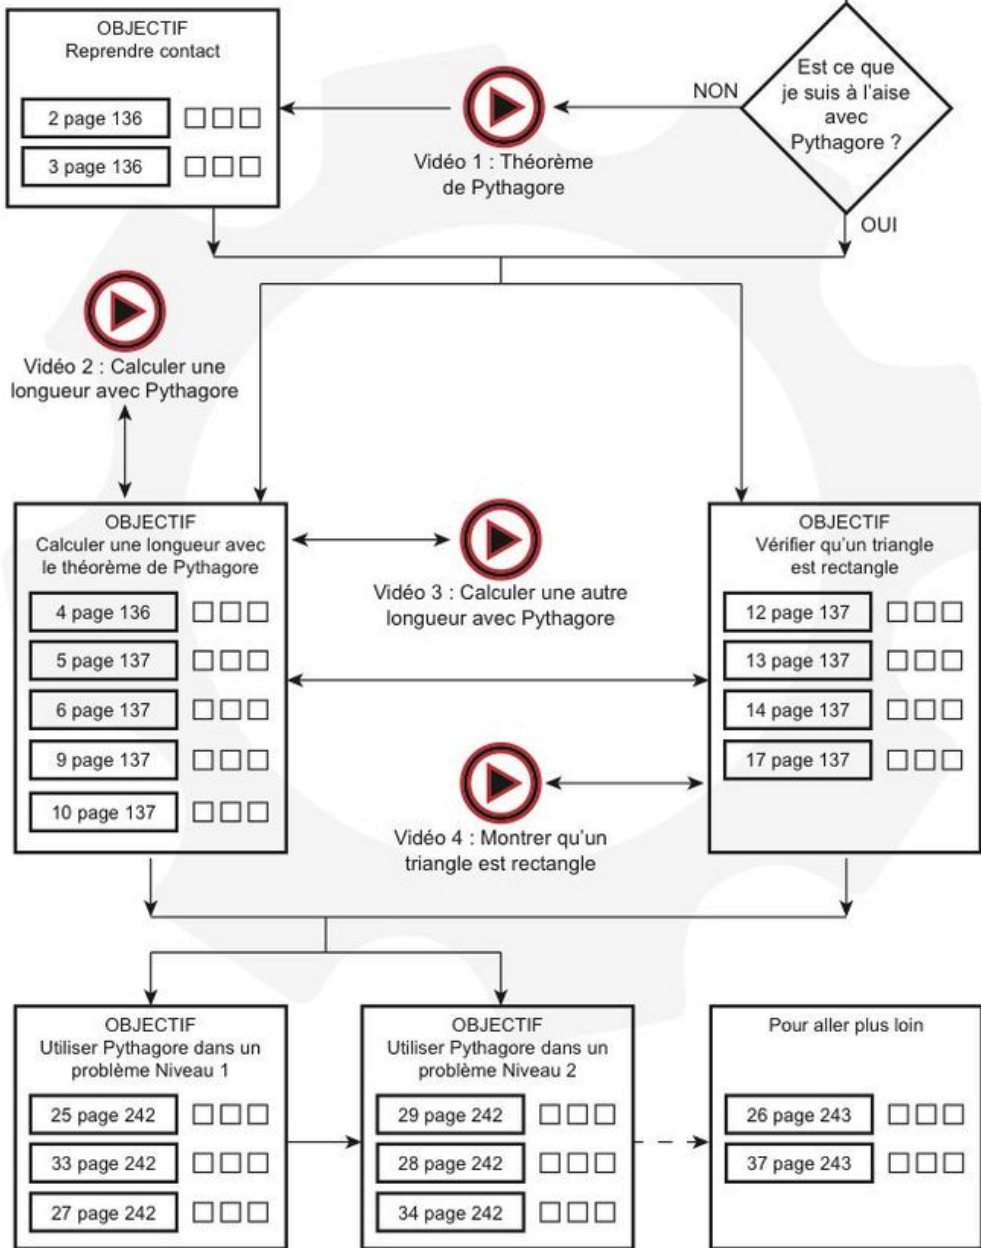 OBJECTIF
Reprendre contact
2 page 136
3 page 136
Vidéo 1 : Théorème
de Pythagore
NON
Est ce que
je suis à l'aise
avec
Pythagore ?
OUI
Vidéo 2 : Calculer une
longueur avec Pythagore
OBJECTIF
Calculer une longueur avec
le théorème de Pythagore
4 page 136
5 page 137
6 page 137
9 page 137
10 page 137
Vidéo 3 : Calculer une autre
longueur avec Pythagore
Vidéo 4 : Montrer qu'un
triangle est rectangle
OBJECTIF
Vérifier qu'un triangle
est rectangle
12 page 137
13 page 137
14 page 137
17 page 137
OBJECTIF
Utiliser Pythagore dans un
problème Niveau 1
25 page 242
33 page 242
27 page 242
OBJECTIF
Utiliser Pythagore dans un
problème Niveau 2
29 page 242
28 page 242
34 page 242
Pour aller plus loin
26 page 243
37 page 243